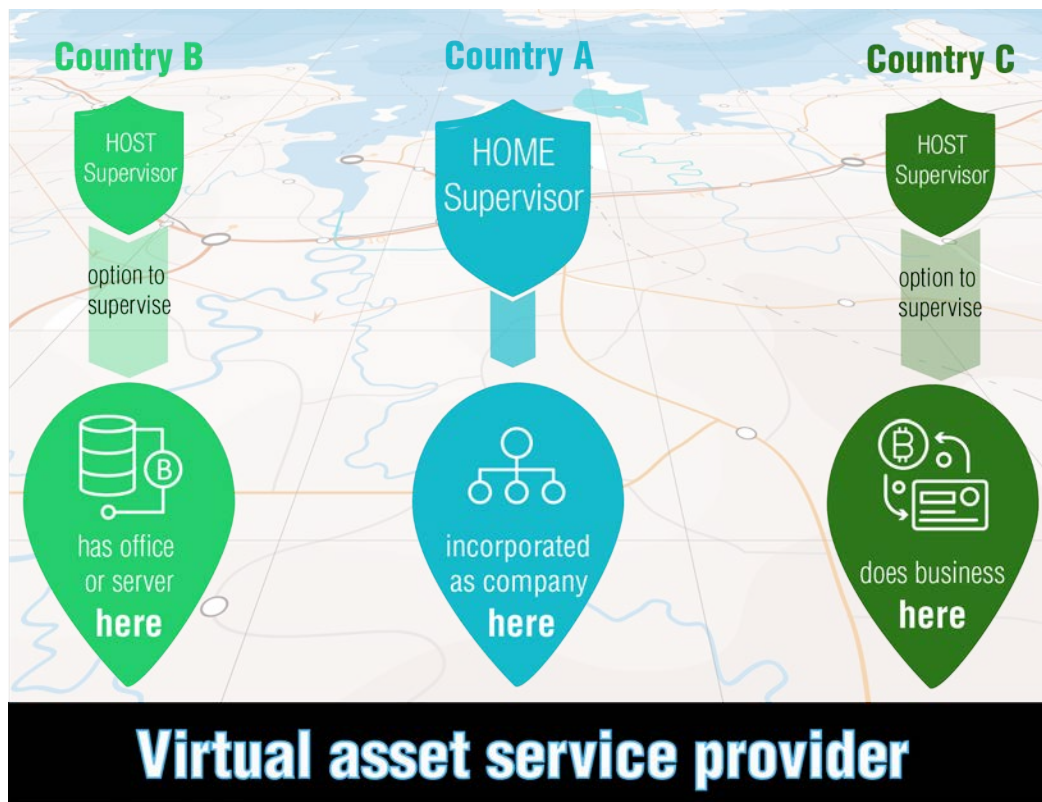 Country B
HOST
Supervisor
option to
supervise
B
has office
or server
here
Country A
HOME
Supervisor
incorporated
as company
here
Country C
HOST
Supervisor
option to
supervise
B
does business
here
Virtual asset service provider